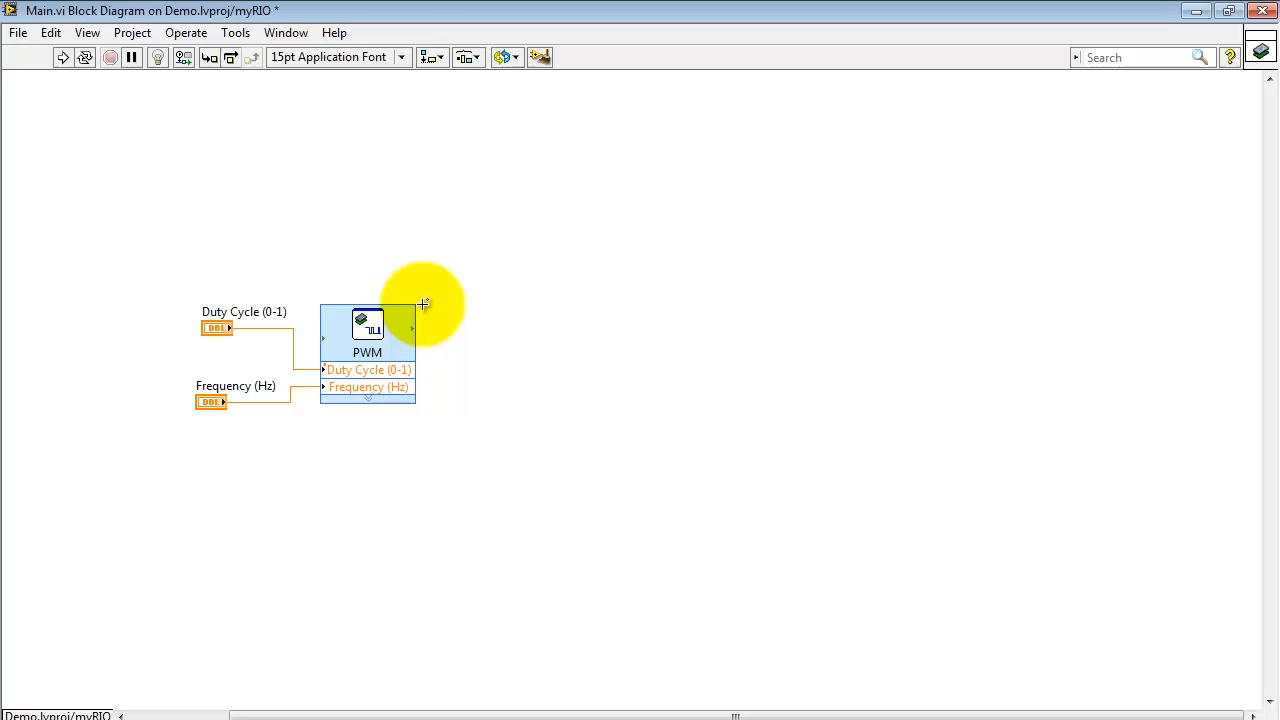 Main.vi Block Diagram on Demo.lvproj/myRIO *
File Edit View Project Operate Tools Window Help
15pt Application Font
Search
?
Duty Cycle (0-1)
DBL
PWM
Duty Cycle (0-1)
Frequency (Hz)
Frequency (Hz)
DBL
Demo.lvproj/myRIO